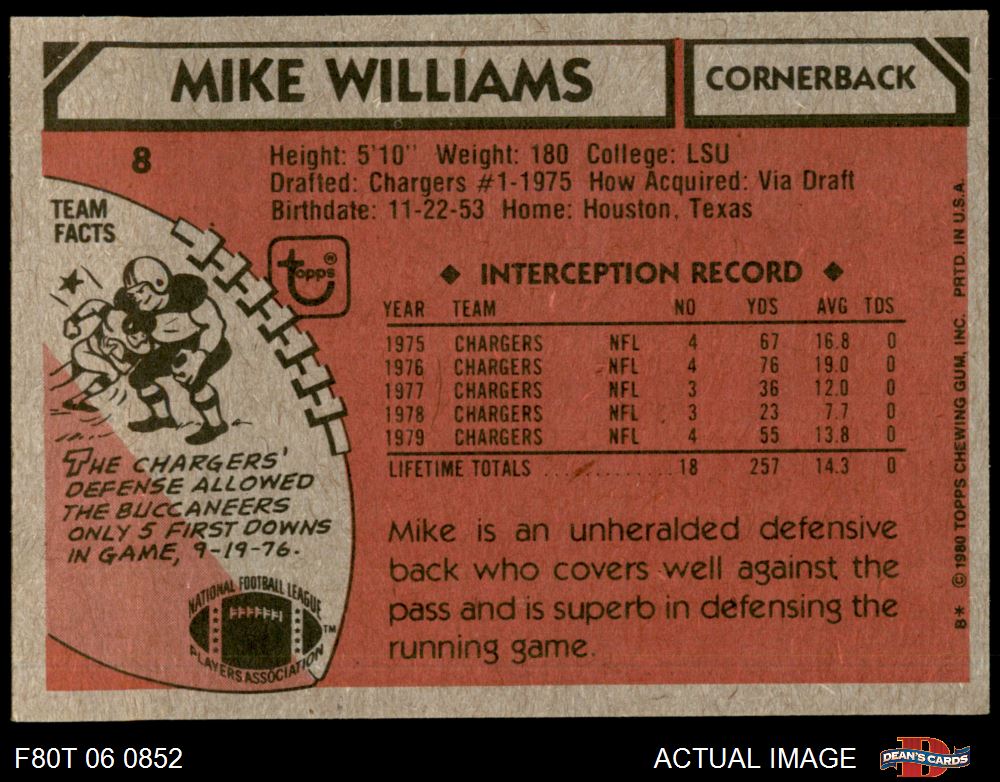 MIKE WILLIAMS
CORNERBACK
8
Height: 5'10" Weight: 180 College: LSU
Drafted: Chargers #1-1975 How Acquired: Via Draft
Birthdate: 11-22-53 Home: Houston, Texas
TEAM
FACTS
topps®
◆ INTERCEPTION RECORD ◆
YEAR TEAM NO YDS AVG TDS
1975 CHARGERS NFL 4 67 16.8 0
1976 CHARGERS NFL 4 76 19.0 0
1977 CHARGERS NFL 3 36 12.0 0
1978 CHARGERS NFL 3 23 7.7 0
1979 CHARGERS NFL 4 55 13.8 0
LIFETIME TOTALS ............18 257 14.3 0
THE CHARGERS'
DEFENSE ALLOWED
THE BUCCANEERS
ONLY 5 FIRST DOWNS
IN GAME, 9-19-76.
NATIONAL FOOTBALL LEAGUE
PLAYERS ASSOCIATION
TM
Mike is an unheralded defensive
back who covers well against the
pass and is superb in defensing the
running game.
B* © 1980 TOPPS CHEWING GUM, INC. PRTD. IN U.S.A.
F80T 06 0852
ACTUAL IMAGE
DEAN'S CARDS